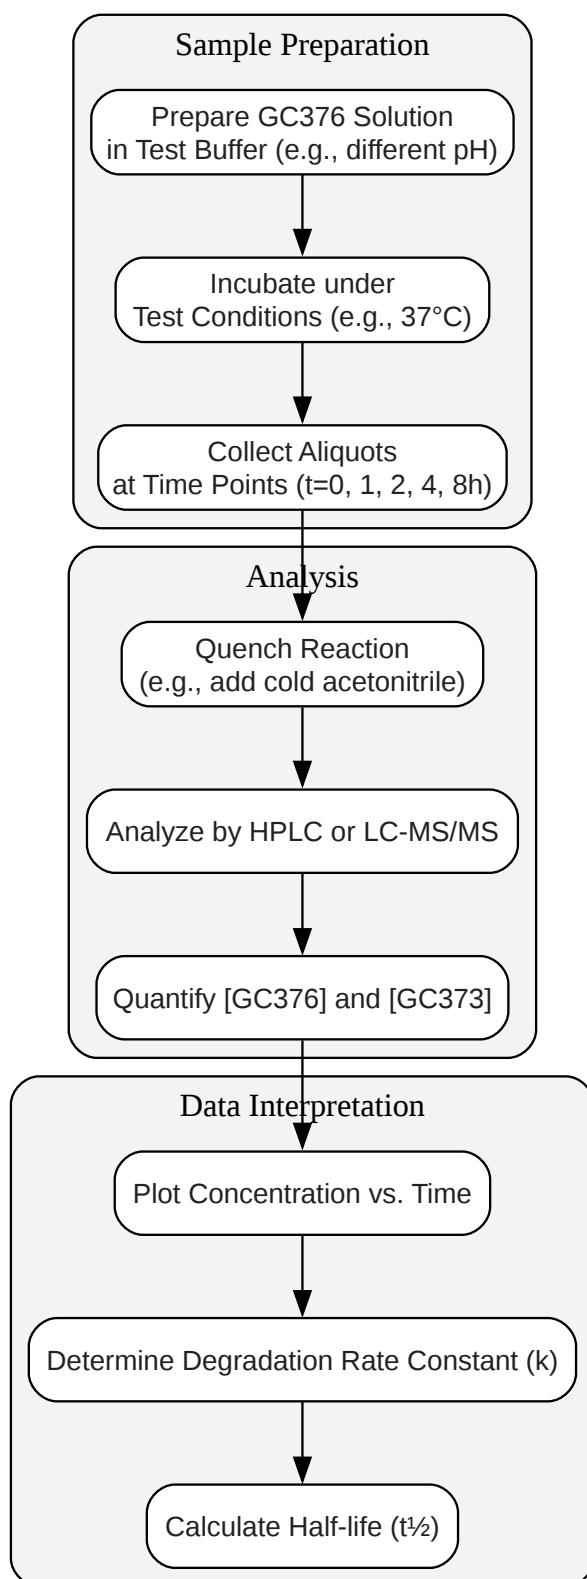 Sample Preparation
Prepare GC376 Solution
in Test Buffer (e.g., different pH)
Incubate under
Test Conditions (e.g., 37°C)
Collect Aliquots
at Time Points (t=0, 1, 2, 4, 8h)
Analysis
Quench Reaction
(e.g., add cold acetonitrile)
Analyze by HPLC or LC-MS/MS
Quantify [GC376] and [GC373]
Data Interpretation
Plot Concentration vs. Time
Determine Degradation Rate Constant (k)
Calculate Half-life (t½)